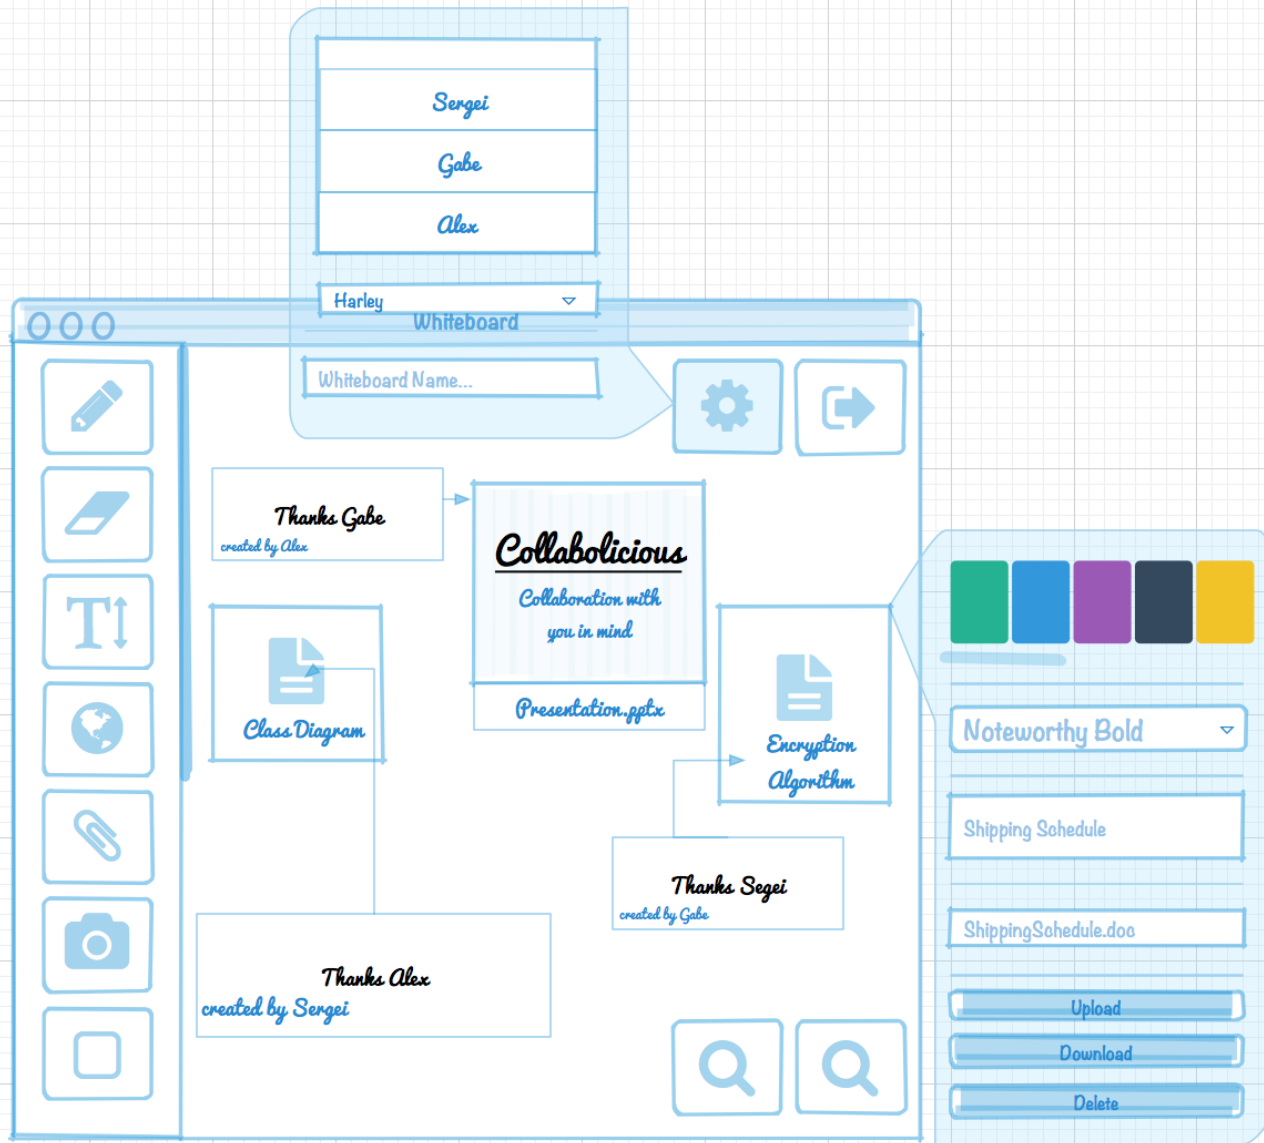 Sergei
Gabe
Alex
Harley
Whiteboard
Whiteboard Name...
Thanks Gabe
created by Alex
Collabolicious
Collaboration with
you in mind
Presentation.pptx
Class Diagram
Encryption
Algorithm
Thanks Segei
created by Gabe
Thanks Alex
created by Sergei
Noteworthy Bold
Shipping Schedule
ShippingSchedule.doc
Upload
Download
Delete